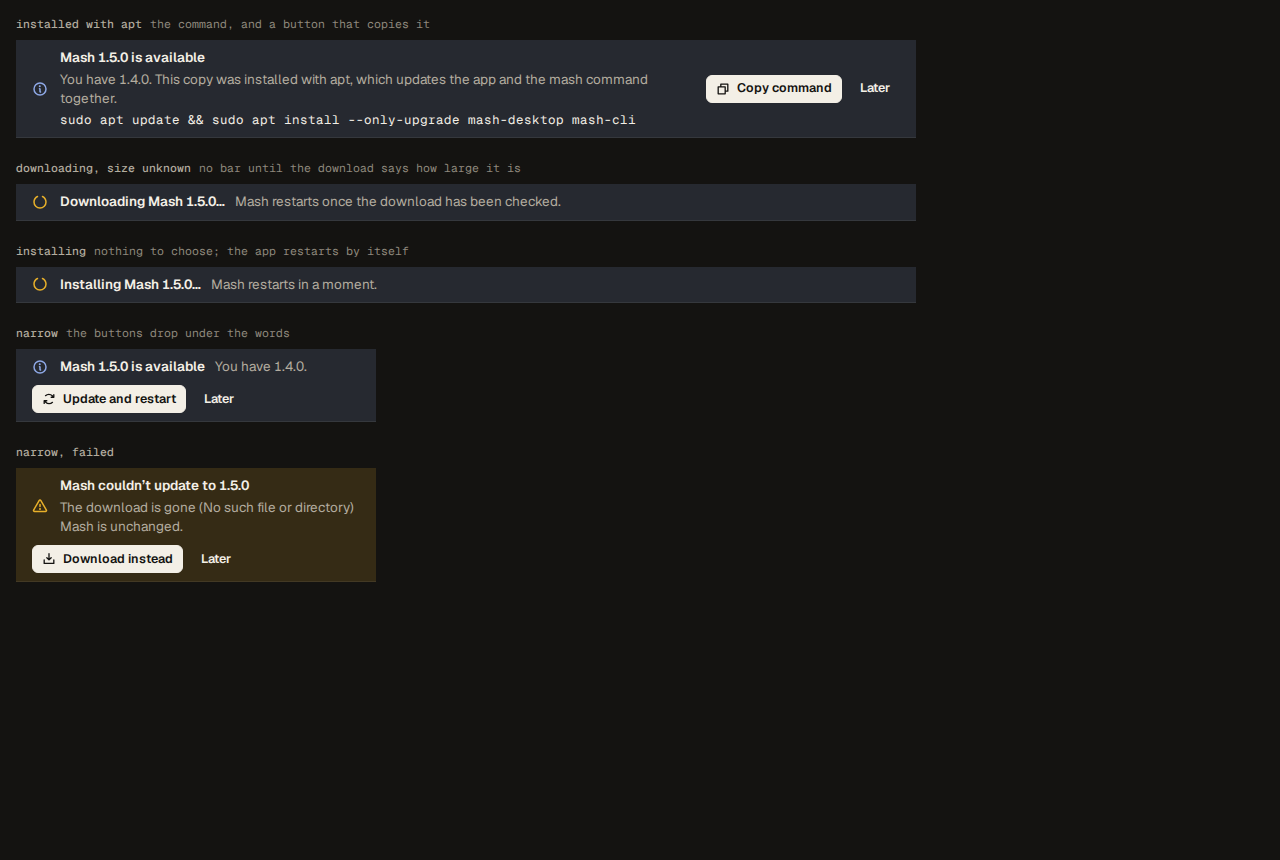 installed with apt the command, and a button that copies it
Mash 1.5.0 is available
You have 1.4.0. This copy was installed with apt, which updates the app and the mash command
together.
sudo apt update && sudo apt install --only-upgrade mash-desktop mash-cli
Copy command
Later
downloading, size unknown no bar until the download says how large it is
Downloading Mash 1.5.0… Mash restarts once the download has been checked.
installing nothing to choose; the app restarts by itself
Installing Mash 1.5.0… Mash restarts in a moment.
narrow the buttons drop under the words
Mash 1.5.0 is available You have 1.4.0.
Update and restart Later
narrow, failed
Mash couldn’t update to 1.5.0
The download is gone (No such file or directory)
Mash is unchanged.
Download instead Later